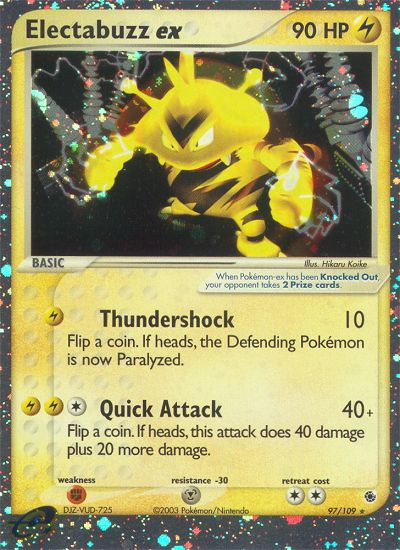 Electabuzz ex 90 HP
BASIC
Illus. Hikaru Koike
When Pokémon-ex has been Knocked Out,
your opponent takes 2 Prize cards.
Thundershock 10
Flip a coin. If heads, the Defending Pokémon
is now Paralyzed.
Quick Attack 40+
Flip a coin. If heads, this attack does 40 damage
plus 20 more damage.
weakness resistance -30 retreat cost
DJZ-VUD-725 ©2003 Pokémon/Nintendo 97/109 ★